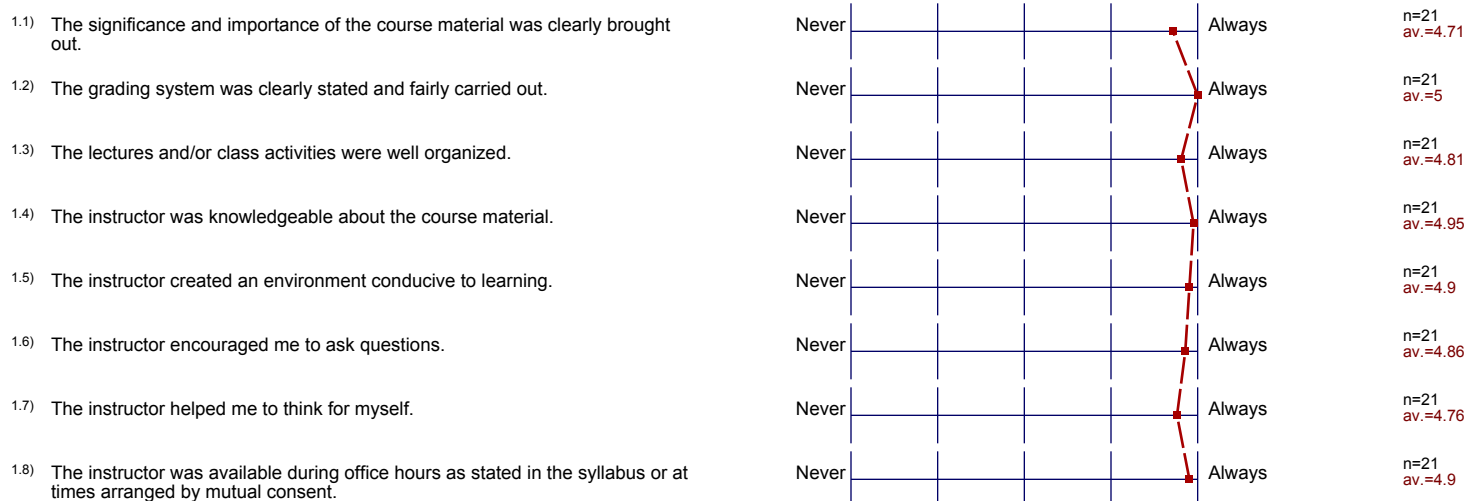 1.1) The significance and importance of the course material was clearly brought
out.
Never Always n=21
av.=4.71
1.2) The grading system was clearly stated and fairly carried out. Never Always n=21
av.=5
1.3) The lectures and/or class activities were well organized. Never Always n=21
av.=4.81
1.4) The instructor was knowledgeable about the course material. Never Always n=21
av.=4.95
1.5) The instructor created an environment conducive to learning. Never Always n=21
av.=4.9
1.6) The instructor encouraged me to ask questions. Never Always n=21
av.=4.86
1.7) The instructor helped me to think for myself. Never Always n=21
av.=4.76
1.8) The instructor was available during office hours as stated in the syllabus or at
times arranged by mutual consent.
Never Always n=21
av.=4.9